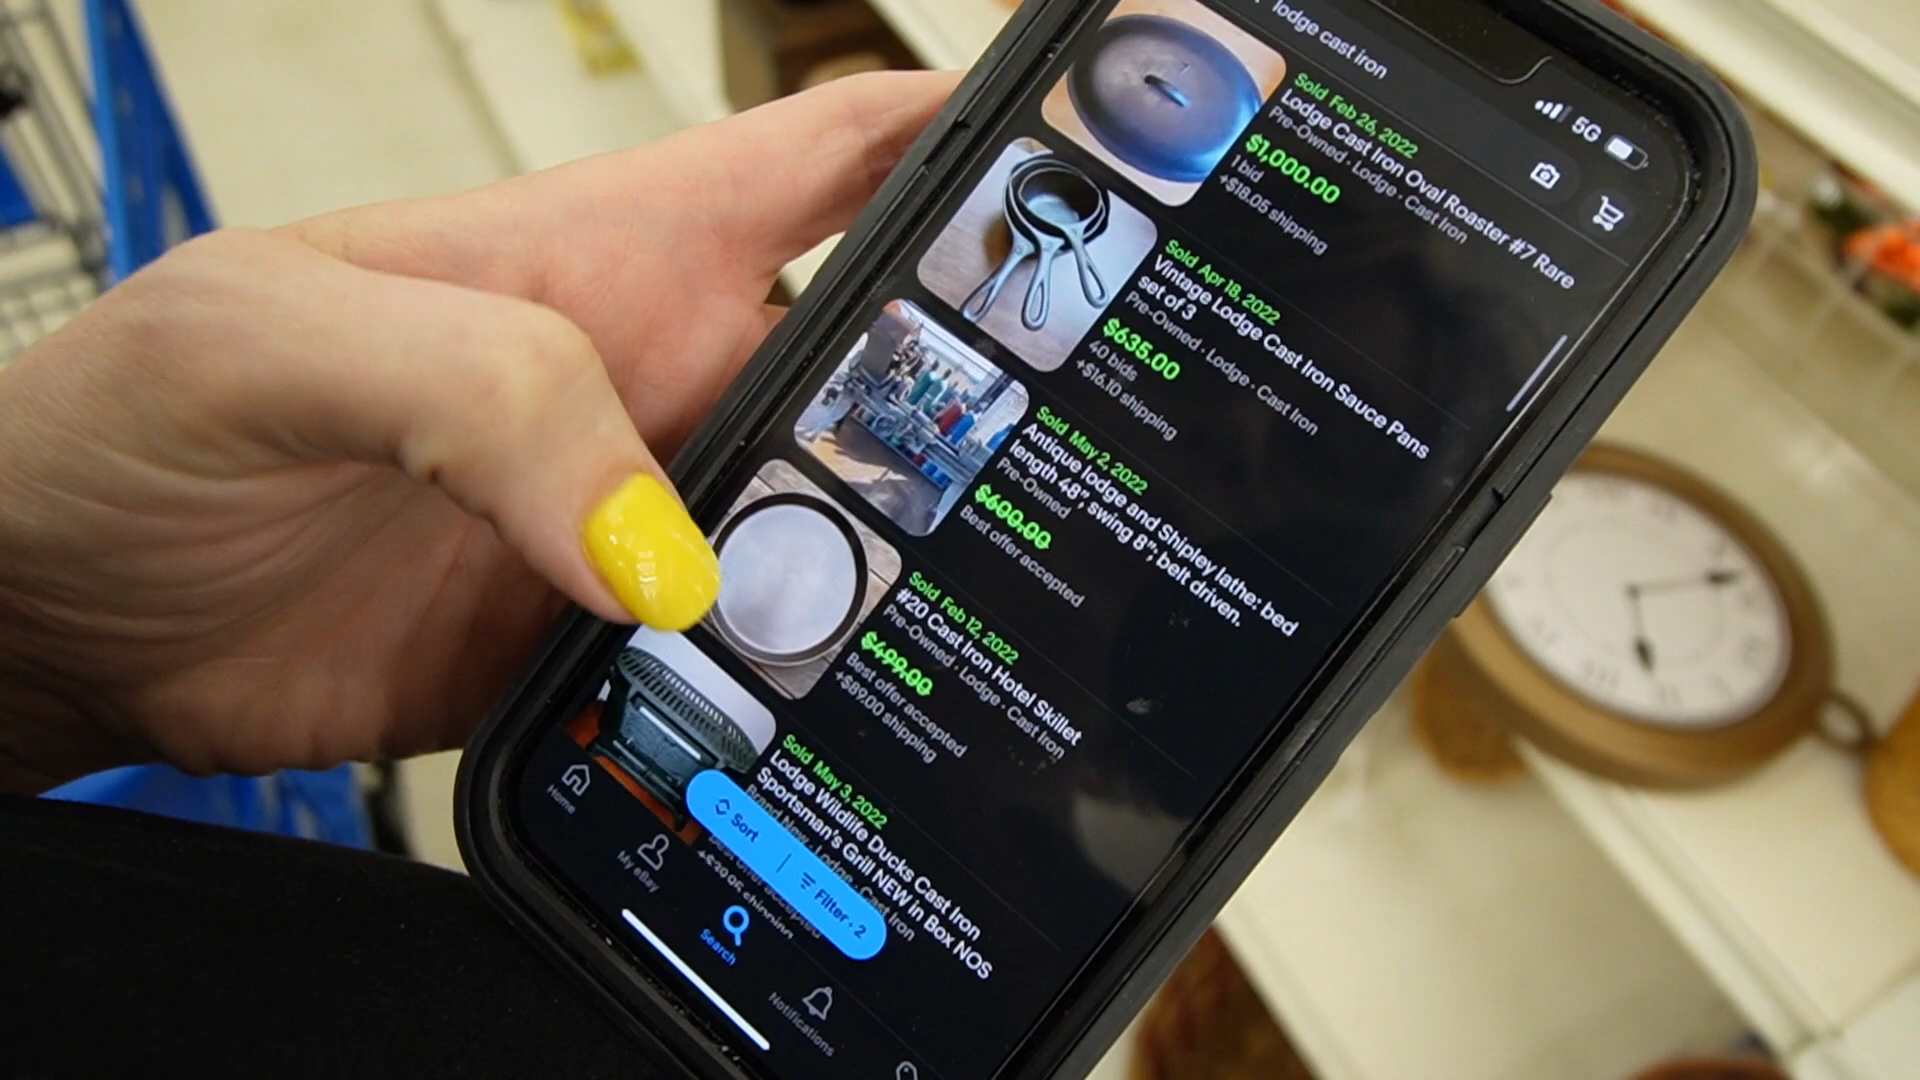 lodge cast iron
5G
Sold Feb 26, 2022
Lodge Cast Iron Oval Roaster #7 Rare
Pre-Owned · Lodge · Cast Iron
$1,000.00
1 bid
+$18.05 shipping
Sold Apr 18, 2022
Vintage Lodge Cast Iron Sauce Pans
set of 3
Pre-Owned · Lodge · Cast Iron
$635.00
40 bids
+$16.10 shipping
Sold May 2, 2022
Antique lodge and Shipley lathe: bed
length 48", swing 8"; belt driven.
Pre-Owned
$600.00
Best offer accepted
Sold Feb 12, 2022
#20 Cast Iron Hotel Skillet
Pre-Owned · Lodge · Cast Iron
$499.00
Best offer accepted
+$89.00 shipping
Sold May 3, 2022
Lodge Wildlife Ducks Cast Iron
Sportsman's Grill NEW in Box NOS
Brand New · Lodge · Cast Iron
Sort
Filter · 2
Home
My eBay
Search
Notifications